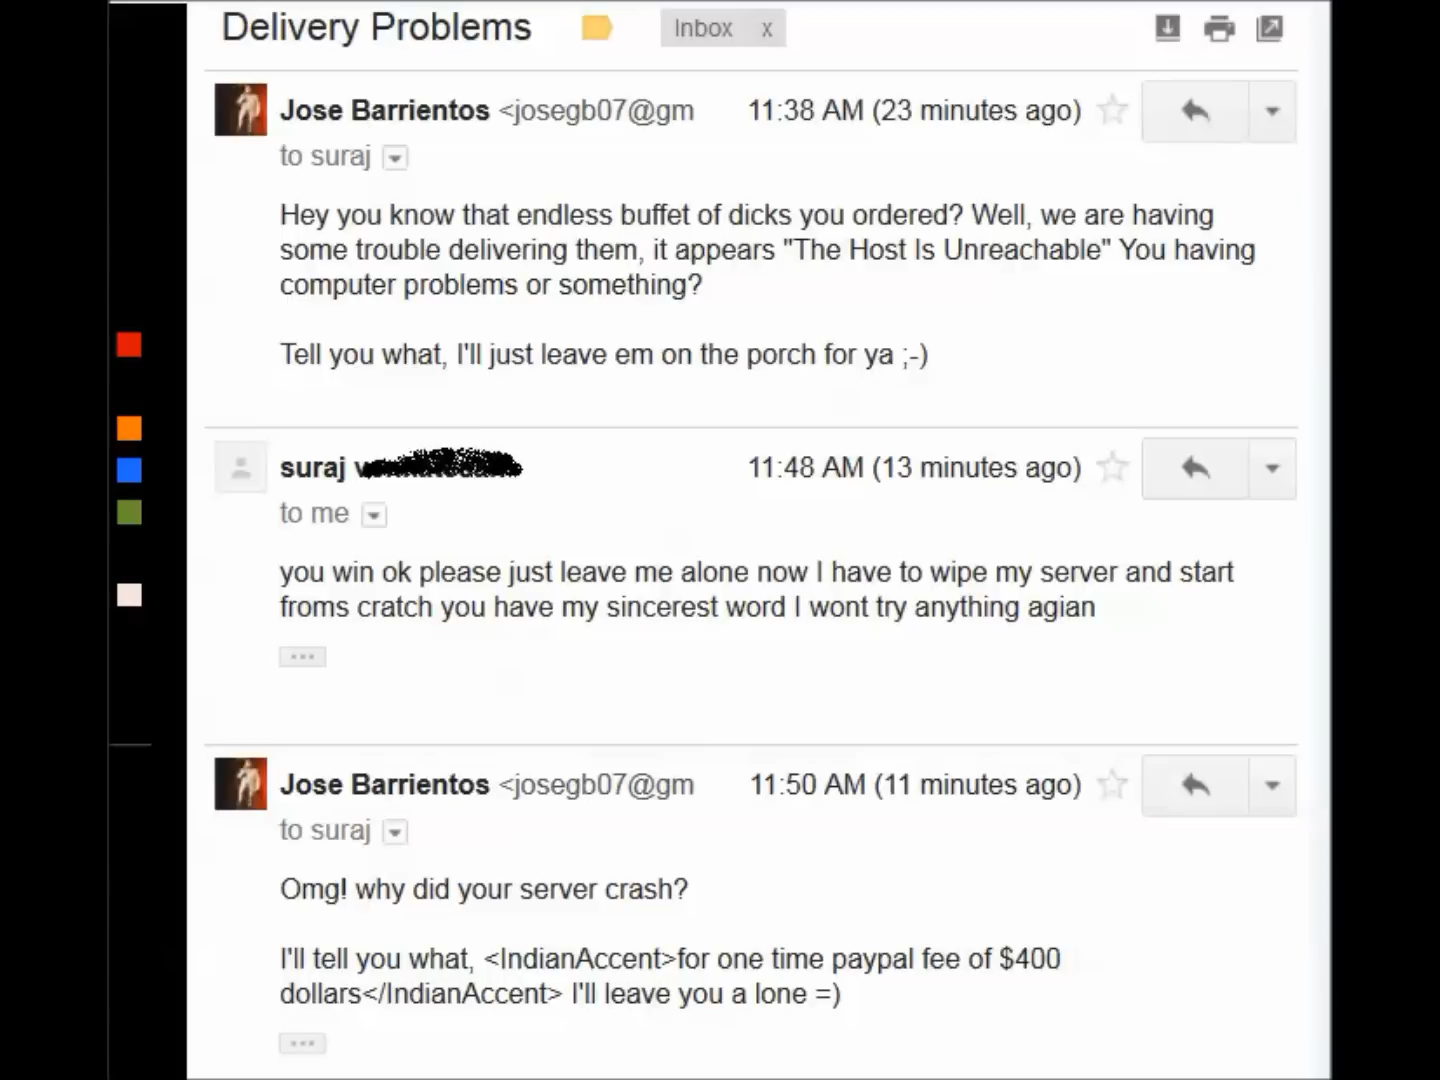 Delivery Problems Inbox x
Jose Barrientos <josegb07@gm 11:38 AM (23 minutes ago)
to suraj
Hey you know that endless buffet of dicks you ordered? Well, we are having
some trouble delivering them, it appears "The Host Is Unreachable" You having
computer problems or something?
Tell you what, I'll just leave em on the porch for ya ;-)
suraj 11:48 AM (13 minutes ago)
to me
you win ok please just leave me alone now I have to wipe my server and start
froms cratch you have my sincerest word I wont try anything agian
Jose Barrientos <josegb07@gm 11:50 AM (11 minutes ago)
to suraj
Omg! why did your server crash?
I'll tell you what, <IndianAccent>for one time paypal fee of $400
dollars</IndianAccent> I'll leave you a lone =)